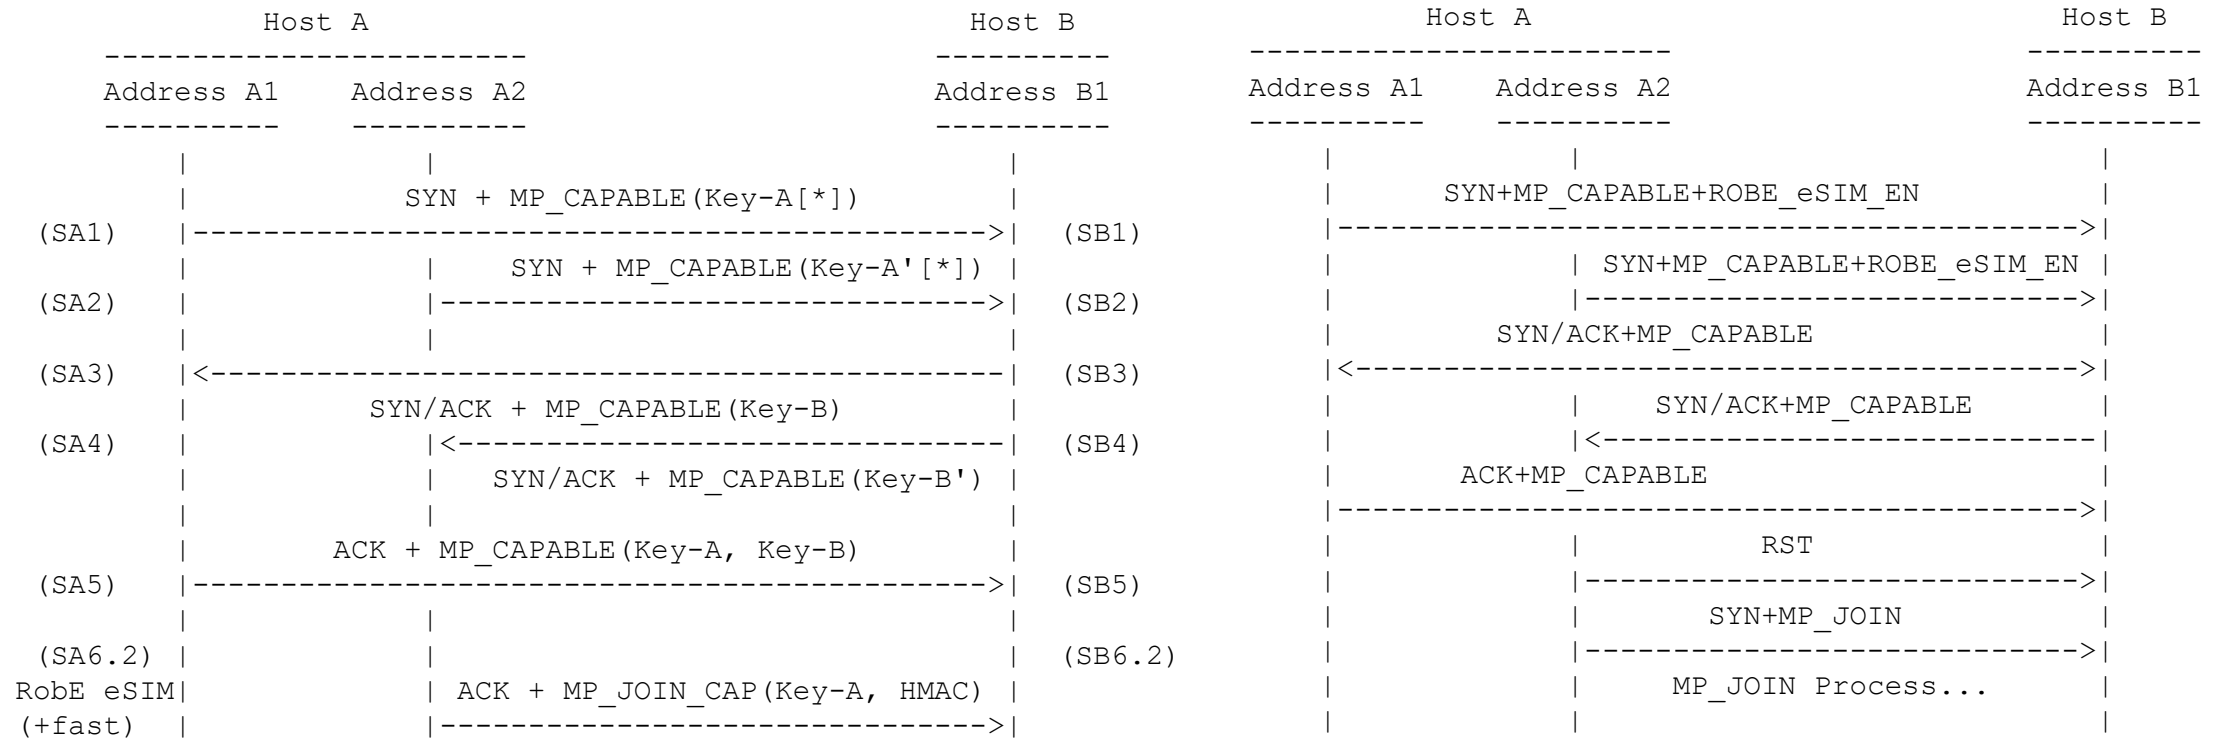 Host A Host B
------------------------ ----------
Address A1 Address A2 Address B1
---------- ---------- ----------
| | |
| SYN + MP_CAPABLE(Key-A[*]) |
(SA1) |--------------------------------------------->| (SB1)
| | SYN + MP_CAPABLE(Key-A'[*]) |
(SA2) | |------------------------------->| (SB2)
| | |
(SA3) |<---------------------------------------------| (SB3)
| SYN/ACK + MP_CAPABLE(Key-B) |
(SA4) | |<-------------------------------| (SB4)
| | SYN/ACK + MP_CAPABLE(Key-B') |
| | |
| ACK + MP_CAPABLE(Key-A, Key-B) |
(SA5) |--------------------------------------------->| (SB5)
| | |
(SA6.2) | | | (SB6.2)
RobE eSIM| | ACK + MP_JOIN_CAP(Key-A, HMAC) |
(+fast) | |------------------------------->|
Host A Host B
------------------------ ----------
Address A1 Address A2 Address B1
---------- ---------- ----------
| | |
| SYN+MP_CAPABLE+ROBE_eSIM_EN |
|------------------------------------------>|
| | SYN+MP_CAPABLE+ROBE_eSIM_EN |
| |---------------------------->|
| SYN/ACK+MP_CAPABLE |
|<----------------------------------------->|
| | SYN/ACK+MP_CAPABLE |
| |<----------------------------|
| ACK+MP_CAPABLE |
|------------------------------------------>|
| | RST |
| |---------------------------->|
| | SYN+MP_JOIN |
| |---------------------------->|
| | MP_JOIN Process... |
| | |